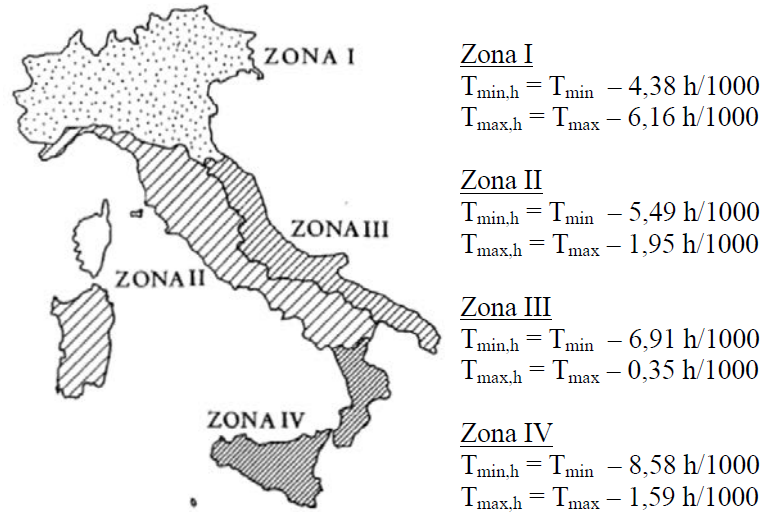 ZONA I
ZONA III
ZONA II
ZONA IV
Zona I
Tmin,h = Tmin – 4,38 h/1000
Tmax,h = Tmax – 6,16 h/1000
Zona II
Tmin,h = Tmin – 5,49 h/1000
Tmax,h = Tmax – 1,95 h/1000
Zona III
Tmin,h = Tmin – 6,91 h/1000
Tmax,h = Tmax – 0,35 h/1000
Zona IV
Tmin,h = Tmin – 8,58 h/1000
Tmax,h = Tmax – 1,59 h/1000